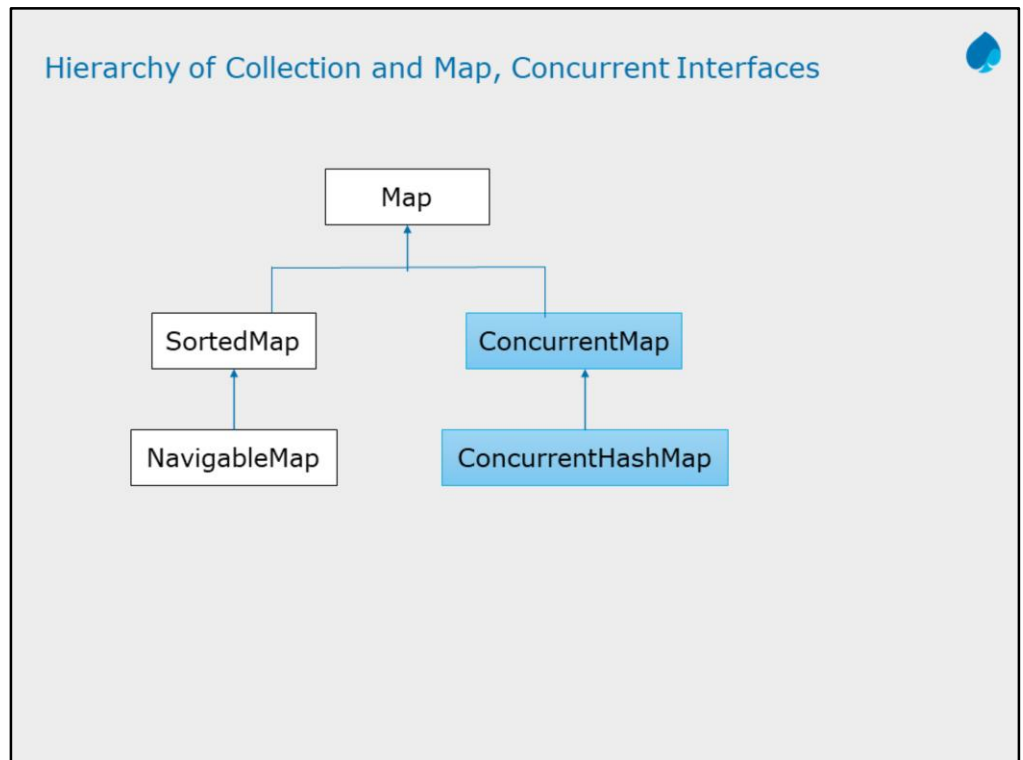 Hierarchy of Collection and Map, Concurrent Interfaces
Map
SortedMap
ConcurrentMap
NavigableMap
ConcurrentHashMap